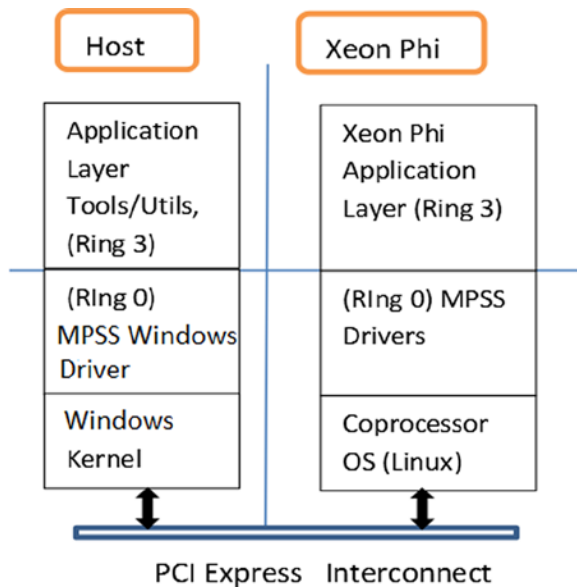 Host
Xeon Phi
Application
Layer
Tools/Utils,
(Ring 3)
Xeon Phi
Application
Layer (Ring 3)
(RIng 0)
MPSS Windows
Driver
(RIng 0) MPSS
Drivers
Windows
Kernel
Coprocessor
OS (Linux)
PCI Express Interconnect